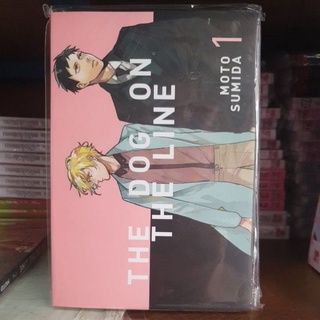 THE DOG ON
THE LINE
1
MOTO
SUMIDA